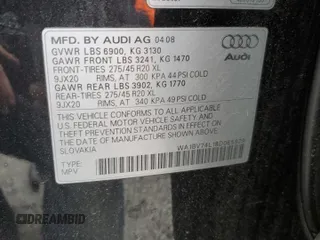 MFD. BY AUDI AG 04:08
GVWR LBS 6900, KG 3130
GAWR FRONT LBS 3241, KG 1470
FRONT-TIRES 275/45 R20 XL
9JX20 RIMS, AT 300 KPA 44 PSI COLD
GAWR REAR LBS 3902, KG 1770
REAR-TIRES 275/45 R20 XL
9JX20 RIMS, AT 340 KPA 49 PSI COLD
Audi
THIS VEHICLE CONFORMS TO ALL APPLICABLE
U.S. FEDERAL MOTOR VEHICLE SAFETY
STANDARDS IN EFFECT ON THE DATE OF
MANUFACTURE SHOWN ABOVE.
SLOVAKIA
TYPE:
MPV
DREAMBID